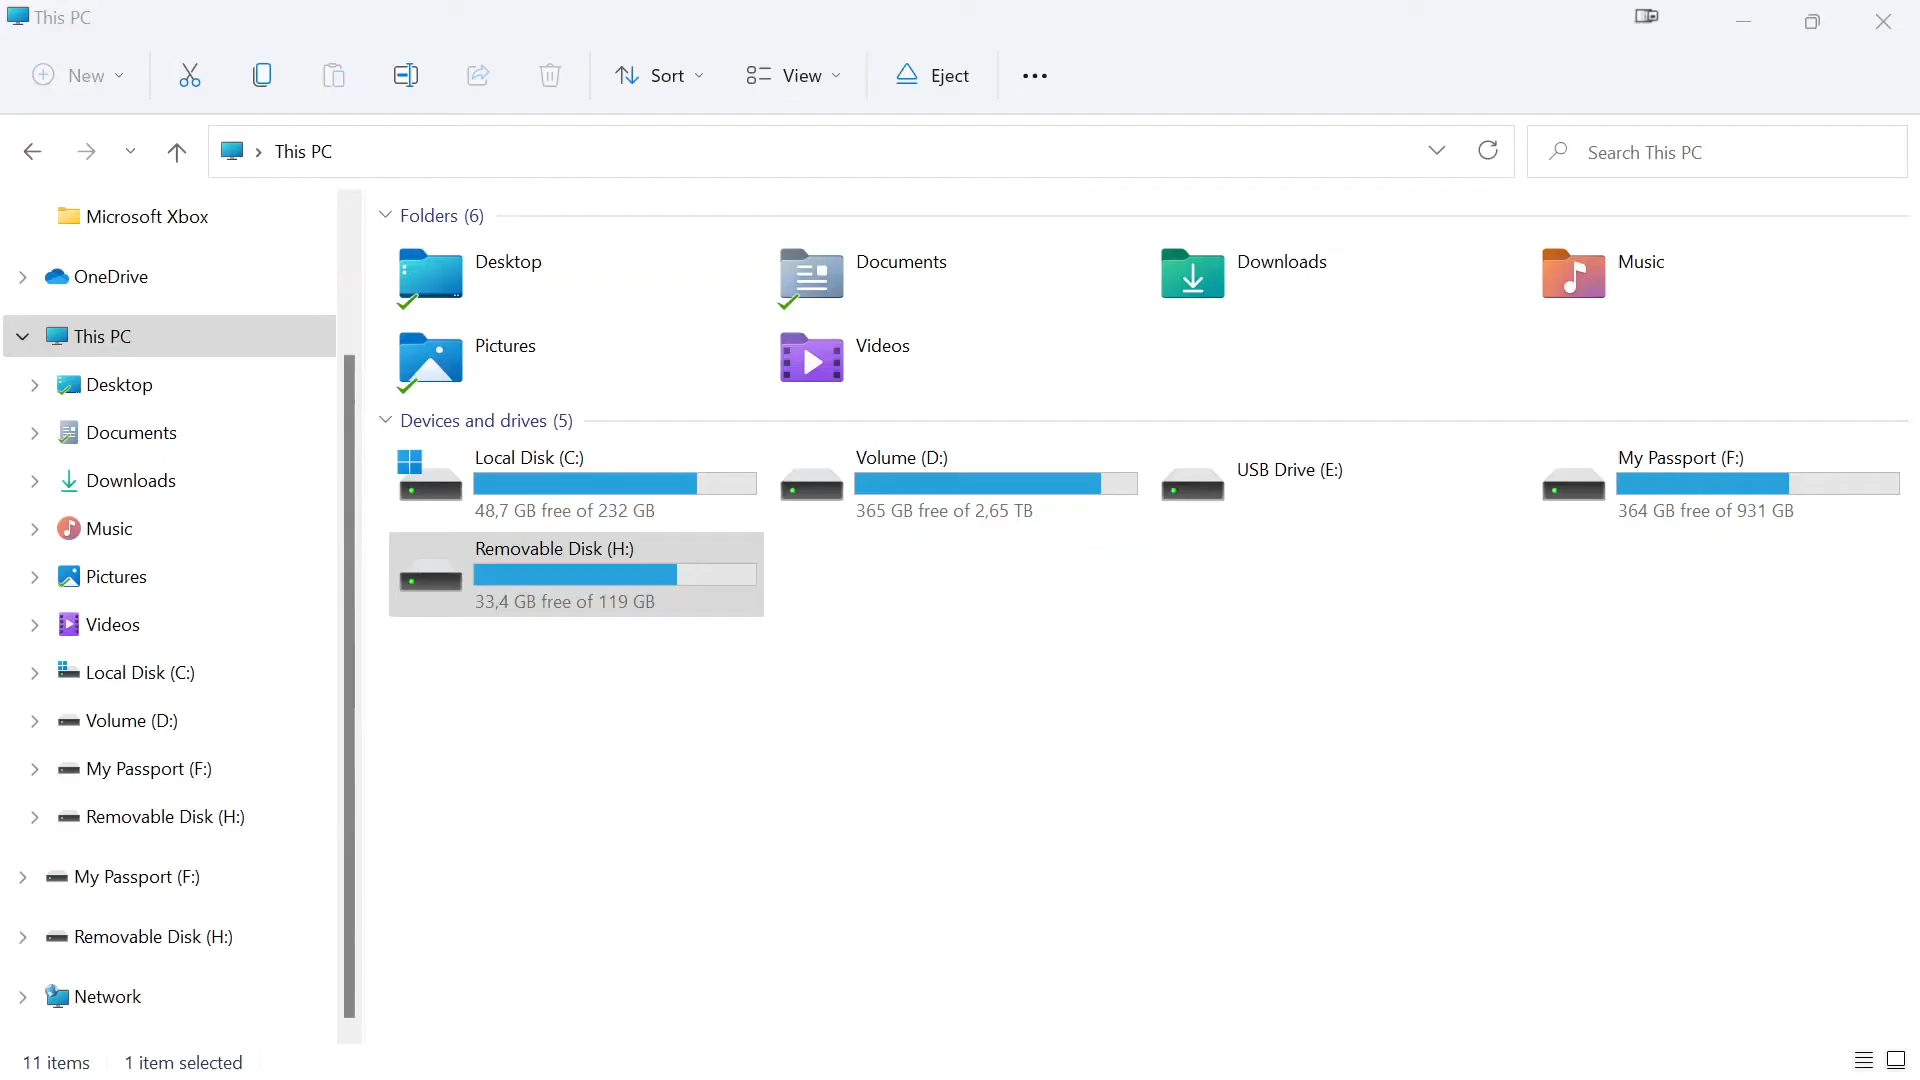 This PC
New
Sort
View
Eject
This PC
Search This PC
Microsoft Xbox
OneDrive
This PC
Desktop
Documents
Downloads
Music
Pictures
Videos
Local Disk (C:)
Volume (D:)
My Passport (F:)
Removable Disk (H:)
My Passport (F:)
Removable Disk (H:)
Network
Folders (6)
Desktop
Documents
Downloads
Music
Pictures
Videos
Devices and drives (5)
Local Disk (C:)
48,7 GB free of 232 GB
Volume (D:)
365 GB free of 2,65 TB
USB Drive (E:)
My Passport (F:)
364 GB free of 931 GB
Removable Disk (H:)
33,4 GB free of 119 GB
11 items
1 item selected